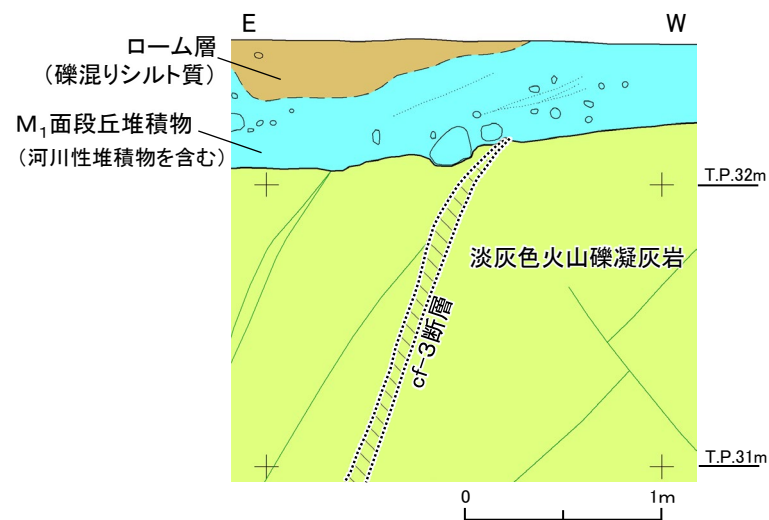 E
W
ローム層
（礫混りシルト質）
M₁面段丘堆積物
（河川性堆積物を含む）
T.P.32m
淡灰色火山礫凝灰岩
cf-3断層
T.P.31m
0
1m